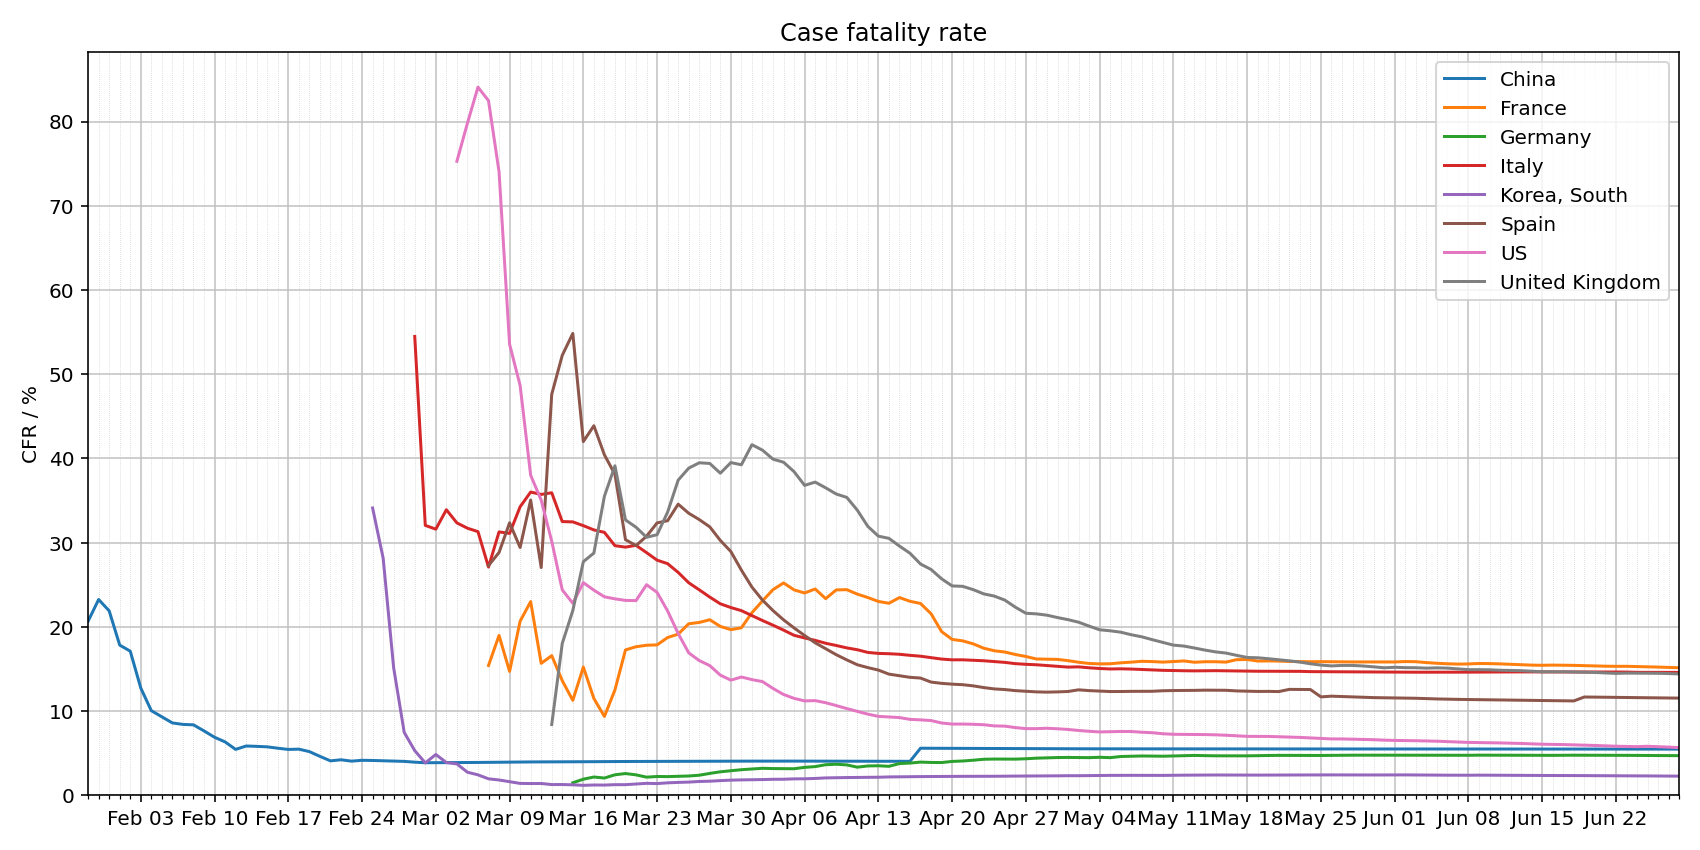 Case fatality rate
CFR / %
80
70
60
50
40
30
20
10
0
China
France
Germany
Italy
Korea, South
Spain
US
United Kingdom
Feb 03 Feb 10 Feb 17 Feb 24 Mar 02 Mar 09 Mar 16 Mar 23 Mar 30 Apr 06 Apr 13 Apr 20 Apr 27 May 04 May 11 May 18 May 25 Jun 01 Jun 08 Jun 15 Jun 22